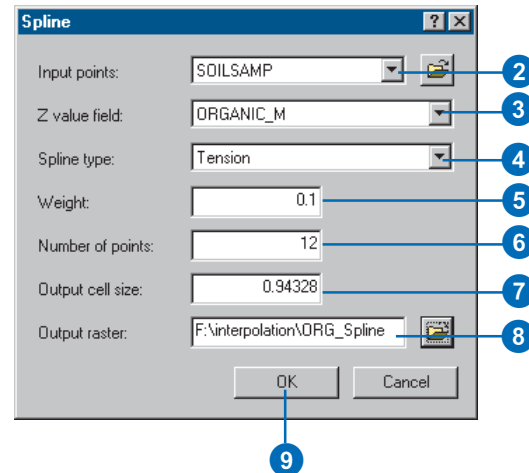 Spline
Input points: SOILSAMP 2
Z value field: ORGANIC_M 3
Spline type: Tension 4
Weight: 0.1 5
Number of points: 12 6
Output cell size: 0.94328 7
Output raster: F:\interpolation\ORG_Spline 8
OK Cancel
9